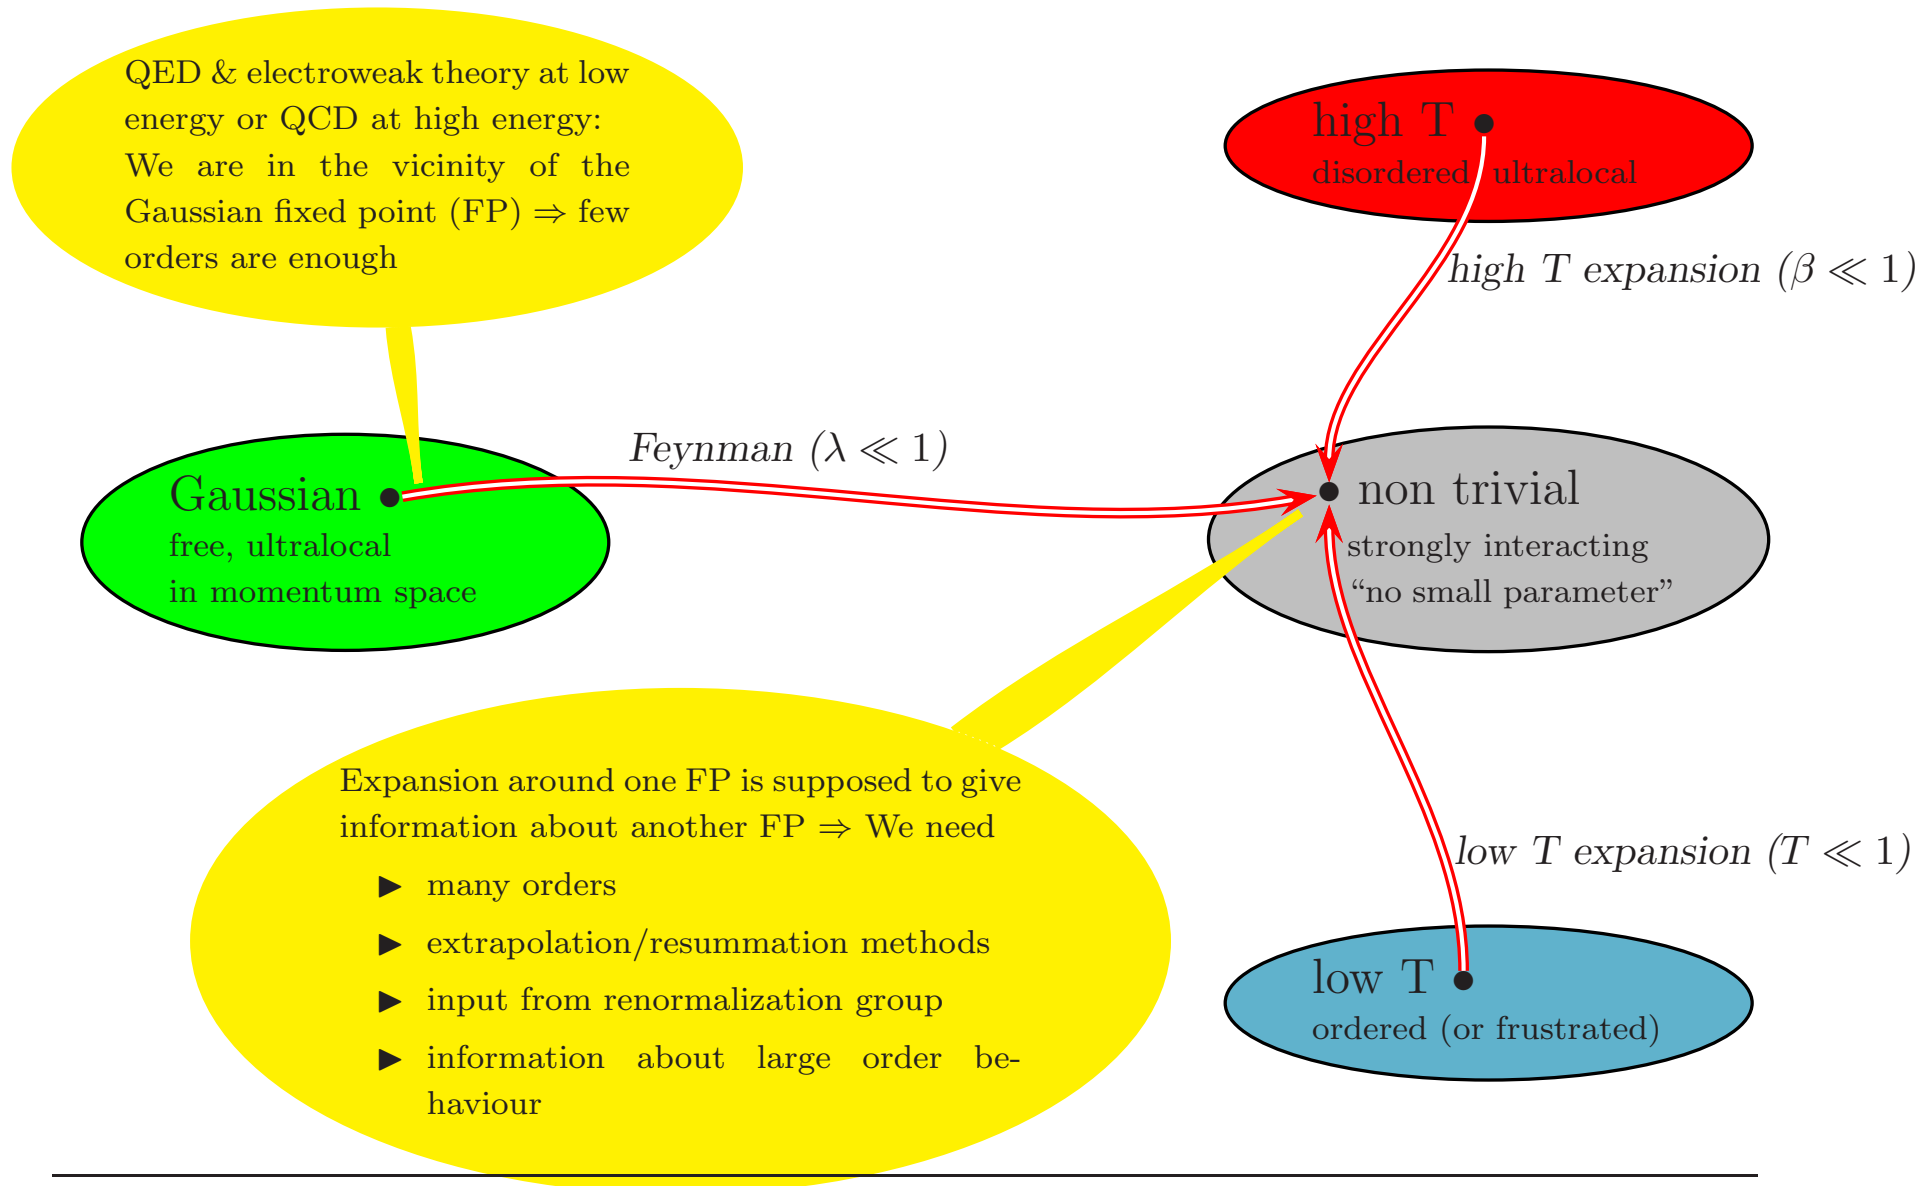 QED & electroweak theory at low
energy or QCD at high energy:
We are in the vicinity of the
Gaussian fixed point (FP) ⇒ few
orders are enough
high T
disordered, ultralocal
high T expansion (β ≪ 1)
Feynman (λ ≪ 1)
Gaussian
free, ultralocal
in momentum space
non trivial
strongly interacting
“no small parameter”
Expansion around one FP is supposed to give
information about another FP ⇒ We need
▶ many orders
▶ extrapolation/resummation methods
▶ input from renormalization group
▶ information about large order be-
haviour
low T expansion (T ≪ 1)
low T
ordered (or frustrated)